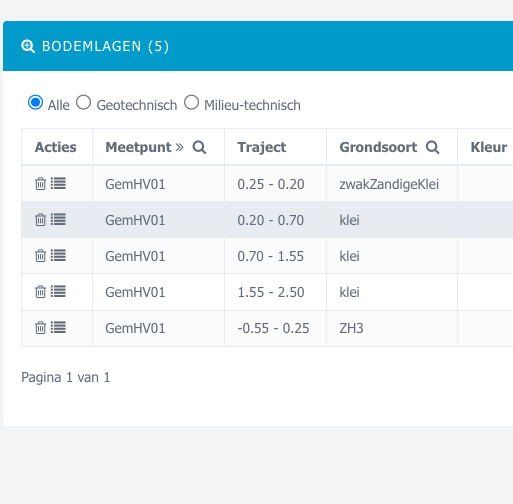 BODEMLAGEN (5)
Alle Geotechnisch Milieu-technisch
Acties Meetpunt » Traject Grondsoort Kleur
GemHV01 0.25 - 0.20 zwakZandigeKlei
GemHV01 0.20 - 0.70 klei
GemHV01 0.70 - 1.55 klei
GemHV01 1.55 - 2.50 klei
GemHV01 -0.55 - 0.25 ZH3
Pagina 1 van 1